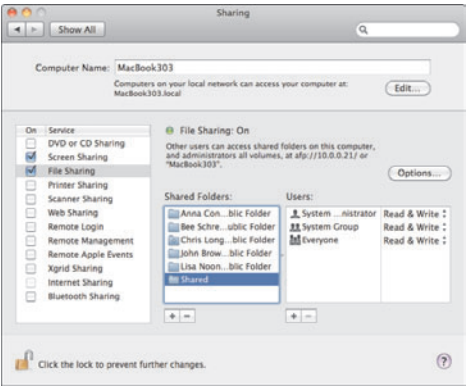 Sharing
Show All
Computer Name: MacBook303
Computers on your local network can access your computer at:
MacBook303.local
Edit...
On Service
DVD or CD Sharing
Screen Sharing
File Sharing
Printer Sharing
Scanner Sharing
Web Sharing
Remote Login
Remote Management
Remote Apple Events
Xgrid Sharing
Internet Sharing
Bluetooth Sharing
File Sharing: On
Other users can access shared folders on this computer,
and administrators all volumes, at afp://10.0.0.21/ or
"MacBook303".
Options...
Shared Folders:
Anna Con...blic Folder
Bee Schre...ublic Folder
Chris Long...blic Folder
John Brow...blic Folder
Lisa Noon...blic Folder
Shared
Users:
System ...nistrator Read & Write
System Group Read & Write
Everyone Read & Write
+ −
+ −
Click the lock to prevent further changes.
?